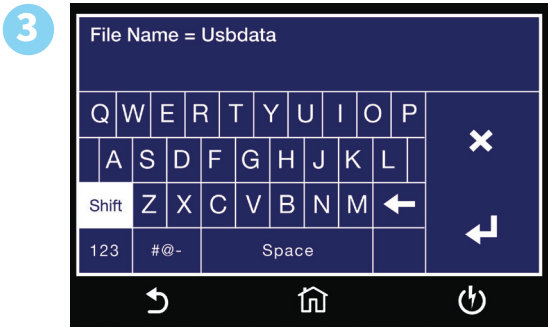 3
File Name = Usbdata
Q W E R T Y U I O P
A S D F G H J K L
Shift Z X C V B N M
123 #@- Space